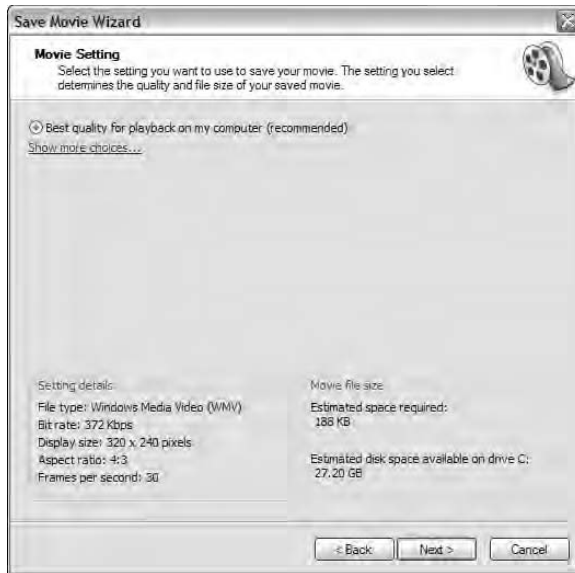 Save Movie Wizard
Movie Setting
Select the setting you want to use to save your movie. The setting you select
determines the quality and file size of your saved movie.
Best quality for playback on my computer (recommended)
Show more choices...
Setting details
File type: Windows Media Video (WMV)
Bit rate: 372 Kbps
Display size: 320 x 240 pixels
Aspect ratio: 4:3
Frames per second: 30
Movie file size
Estimated space required:
188 KB
Estimated disk space available on drive C:
27.20 GB
< Back
Next >
Cancel